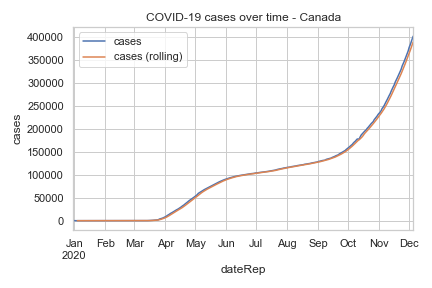 COVID-19 cases over time - Canada
cases
cases (rolling)
400000
350000
300000
250000
200000
150000
100000
50000
0
cases
Jan Feb Mar Apr May Jun Jul Aug Sep Oct Nov Dec
2020
dateRep